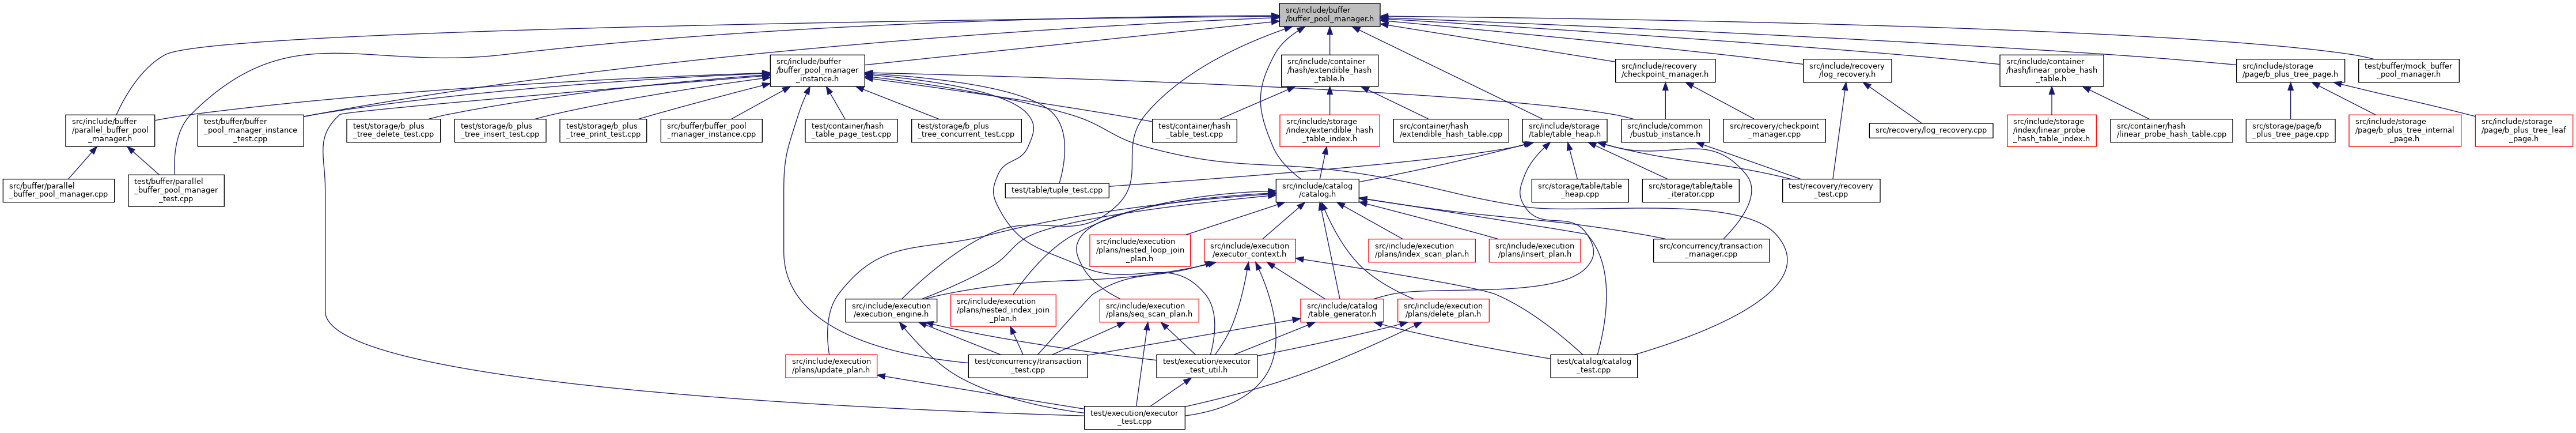 src/include/buffer
/buffer_pool_manager.h
src/include/buffer
/buffer_pool_manager
_instance.h
src/include/container
/hash/extendible_hash
_table.h
src/include/recovery
/checkpoint_manager.h
src/include/recovery
/log_recovery.h
src/include/container
/hash/linear_probe_hash
_table.h
src/include/storage
/page/b_plus_tree_page.h
test/buffer/mock_buffer
_pool_manager.h
src/include/buffer
/parallel_buffer_pool
_manager.h
test/buffer/buffer
_pool_manager_instance
_test.cpp
test/storage/b_plus
_tree_delete_test.cpp
test/storage/b_plus
_tree_insert_test.cpp
test/storage/b_plus
_tree_print_test.cpp
src/buffer/buffer_pool
_manager_instance.cpp
test/container/hash
_table_page_test.cpp
test/storage/b_plus
_tree_concurrent_test.cpp
test/container/hash
_table_test.cpp
src/include/storage
/index/extendible_hash
_table_index.h
src/container/hash
/extendible_hash_table.cpp
src/include/storage
/table/table_heap.h
src/include/common
/bustub_instance.h
src/recovery/checkpoint
_manager.cpp
src/recovery/log_recovery.cpp
src/include/storage
/index/linear_probe
_hash_table_index.h
src/container/hash
/linear_probe_hash_table.cpp
src/storage/page/b
_plus_tree_page.cpp
src/include/storage
/page/b_plus_tree_internal
_page.h
src/include/storage
/page/b_plus_tree_leaf
_page.h
src/buffer/parallel
_buffer_pool_manager.cpp
test/buffer/parallel
_buffer_pool_manager
_test.cpp
test/table/tuple_test.cpp
src/include/catalog
/catalog.h
src/storage/table/table
_heap.cpp
src/storage/table/table
_iterator.cpp
test/recovery/recovery
_test.cpp
src/include/execution
/plans/nested_loop_join
_plan.h
src/include/execution
/executor_context.h
src/include/execution
/plans/index_scan_plan.h
src/include/execution
/plans/insert_plan.h
src/concurrency/transaction
_manager.cpp
src/include/execution
/execution_engine.h
src/include/execution
/plans/nested_index_join
_plan.h
src/include/execution
/plans/seq_scan_plan.h
src/include/catalog
/table_generator.h
src/include/execution
/plans/delete_plan.h
src/include/execution
/plans/update_plan.h
test/concurrency/transaction
_test.cpp
test/execution/executor
_test_util.h
test/catalog/catalog
_test.cpp
test/execution/executor
_test.cpp